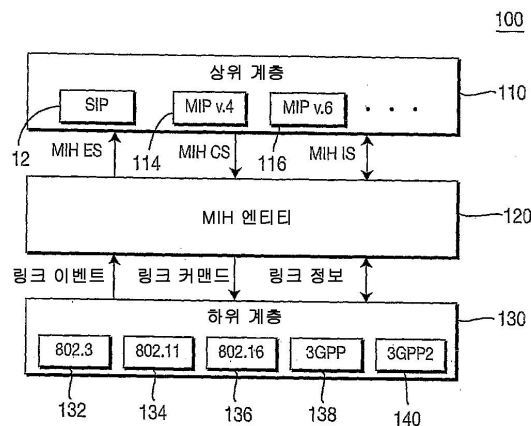 100
상위 계층
110
SIP
MIP v.4
MIP v.6
. . .
12
114
116
MIH ES
MIH CS
MIH IS
MIH 엔티티
120
링크 이벤트
링크 커맨드
링크 정보
하위 계층
130
802.3
802.11
802.16
3GPP
3GPP2
132
134
136
138
140